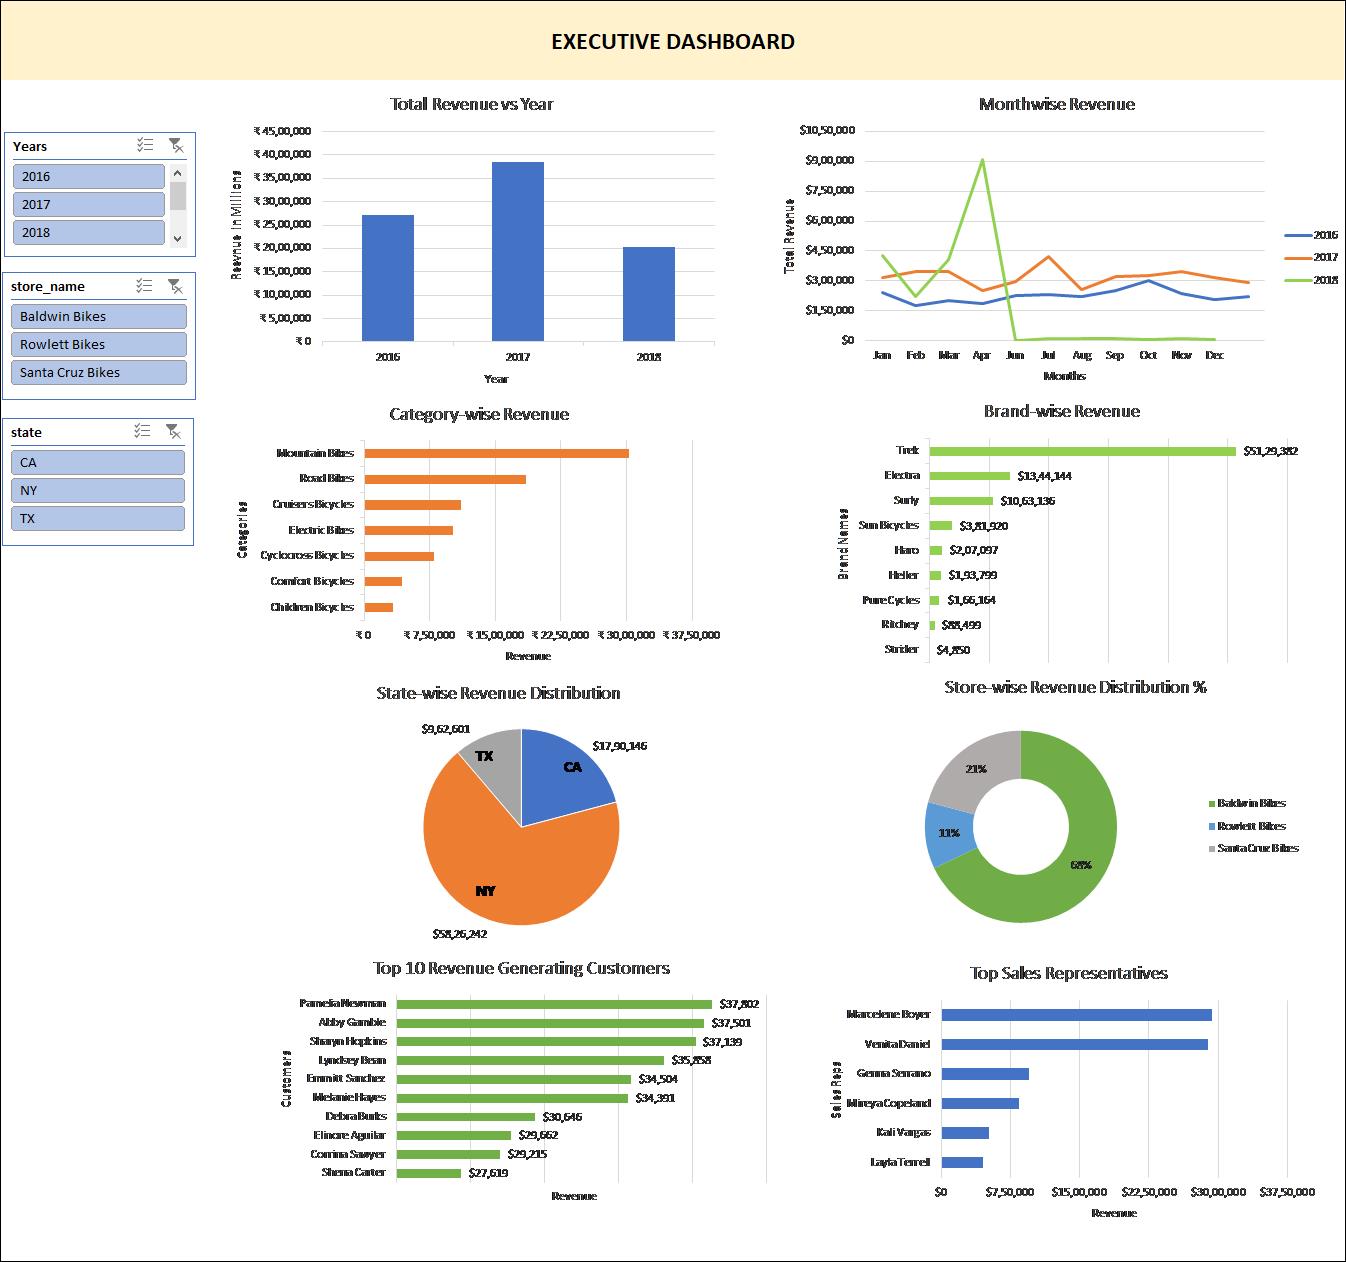 EXECUTIVE DASHBOARD
Years
2016
2017
2018
store_name
Baldwin Bikes
Rowlett Bikes
Santa Cruz Bikes
state
CA
NY
TX
Total Revenue vs Year
Reevnue in Millions
₹ 45,00,000
₹ 40,00,000
₹ 35,00,000
₹ 30,00,000
₹ 25,00,000
₹ 20,00,000
₹ 15,00,000
₹ 10,00,000
₹ 5,00,000
₹ 0
2016 2017 2018
Year
Monthwise Revenue
Total Revenue
$10,50,000
$9,00,000
$7,50,000
$6,00,000
$4,50,000
$3,00,000
$1,50,000
$0
Jan Feb Mar Apr Jun Jul Aug Sep Oct Nov Dec
Months
2016
2017
2018
Category-wise Revenue
Categories
Mountain Bikes
Road Bikes
Cruisers Bicycles
Electric Bikes
Cyclocross Bicycles
Comfort Bicycles
Children Bicycles
₹ 0 ₹ 7,50,000 ₹ 15,00,000 ₹ 22,50,000 ₹ 30,00,000 ₹ 37,50,000
Revenue
Brand-wise Revenue
Brand Names
Trek $51,29,382
Electra $13,44,144
Surly $10,63,136
Sun Bicycles $3,81,920
Haro $2,07,097
Heller $1,93,799
Pure Cycles $1,66,164
Ritchey $88,499
Strider $4,850
State-wise Revenue Distribution
$9,62,601
$17,90,146
TX
CA
NY
$58,26,242
Store-wise Revenue Distribution %
21%
11%
68%
Baldwin Bikes
Rowlett Bikes
Santa Cruz Bikes
Top 10 Revenue Generating Customers
Customers
Pamelia Newman $37,802
Abby Gamble $37,501
Sharyn Hopkins $37,139
Lyndsey Bean $35,858
Emmitt Sanchez $34,504
Melanie Hayes $34,391
Debra Burks $30,646
Elinore Aguilar $29,662
Corrina Sawyer $29,215
Shena Carter $27,619
Revenue
Top Sales Representatives
Sales Reps
Marcelene Boyer
Venita Daniel
Genna Serrano
Mireya Copeland
Kali Vargas
Layla Terrell
$0 $7,50,000 $15,00,000 $22,50,000 $30,00,000 $37,50,000
Revenue